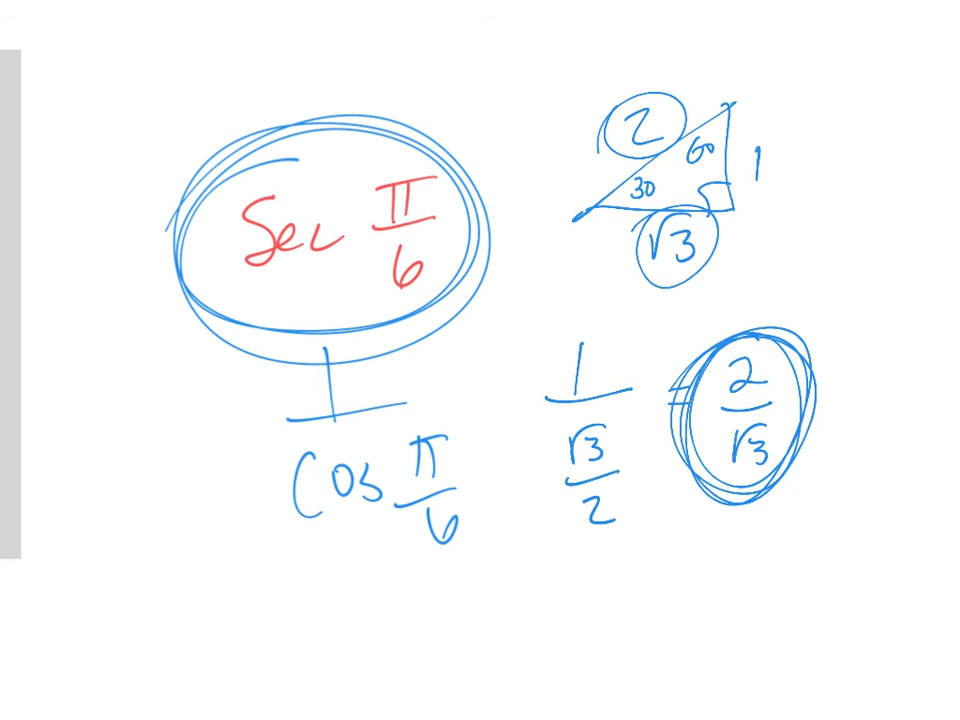 Sec π/6
2
60
30
1
√3
1/(cos π/6)
1/(√3/2) = 2/√3